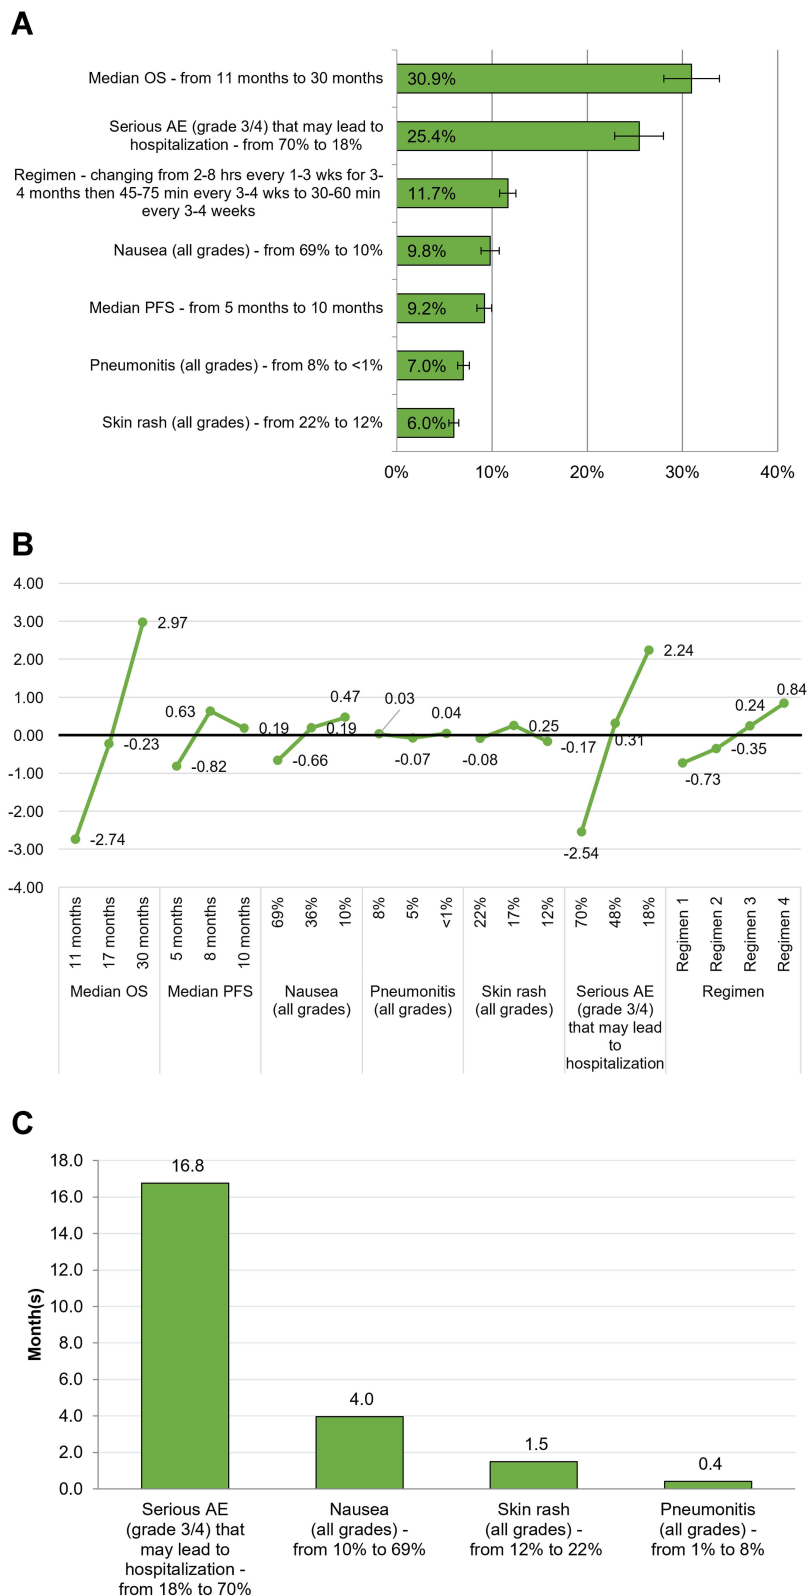 A
Median OS - from 11 months to 30 months
30.9%
Serious AE (grade 3/4) that may lead to
hospitalization - from 70% to 18%
25.4%
Regimen - changing from 2-8 hrs every 1-3 wks for 3-
4 months then 45-75 min every 3-4 wks to 30-60 min
every 3-4 weeks
11.7%
Nausea (all grades) - from 69% to 10%
9.8%
Median PFS - from 5 months to 10 months
9.2%
Pneumonitis (all grades) - from 8% to <1%
7.0%
Skin rash (all grades) - from 22% to 12%
6.0%
0% 10% 20% 30% 40%
B
4.00
3.00
2.00
1.00
0.00
-1.00
-2.00
-3.00
-4.00
-2.74
-0.23
2.97
-0.82
0.63
0.19
-0.66
0.19
0.47
0.03
-0.07
0.04
-0.08
0.25
-0.17
-2.54
0.31
2.24
-0.73
-0.35
0.24
0.84
11 months
17 months
30 months
5 months
8 months
10 months
69%
36%
10%
8%
5%
<1%
22%
17%
12%
70%
48%
18%
Regimen 1
Regimen 2
Regimen 3
Regimen 4
Median OS
Median PFS
Nausea
(all grades)
Pneumonitis
(all grades)
Skin rash
(all grades)
Serious AE
(grade 3/4)
that may lead
to
hospitalization
Regimen
C
Month(s)
18.0
16.0
14.0
12.0
10.0
8.0
6.0
4.0
2.0
0.0
16.8
4.0
1.5
0.4
Serious AE
(grade 3/4) that
may lead to
hospitalization -
from 18% to 70%
Nausea
(all grades) -
from 10% to 69%
Skin rash
(all grades) -
from 12% to 22%
Pneumonitis
(all grades) -
from 1% to 8%